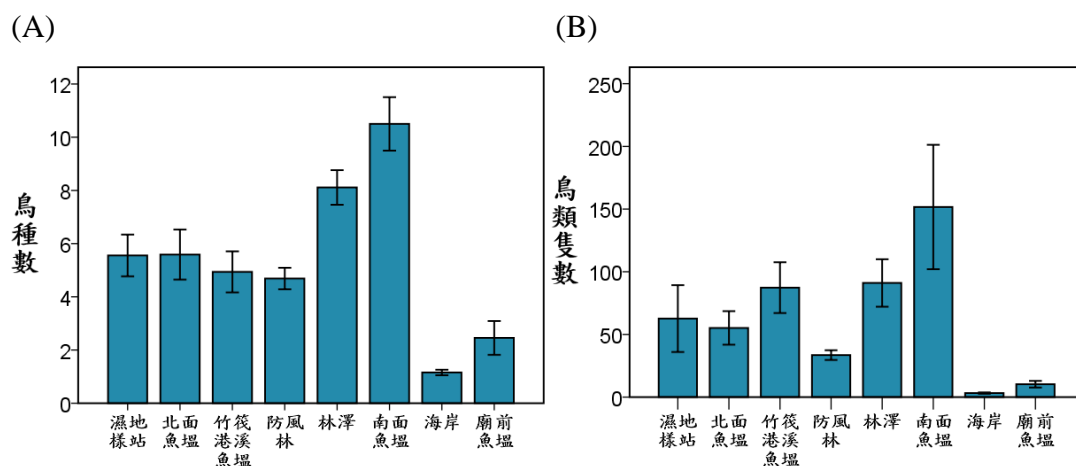 (A)
(B)
鳥種數
12
10
8
6
4
2
0
濕地 北面 竹筏 防風 林澤 南面 海岸 廟前
樣站 魚塭 港溪 林 魚塭 魚塭
魚塭
鳥類隻數
250
200
150
100
50
0
濕地 北面 竹筏 防風 林澤 南面 海岸 廟前
樣站 魚塭 港溪 林 魚塭 魚塭
魚塭